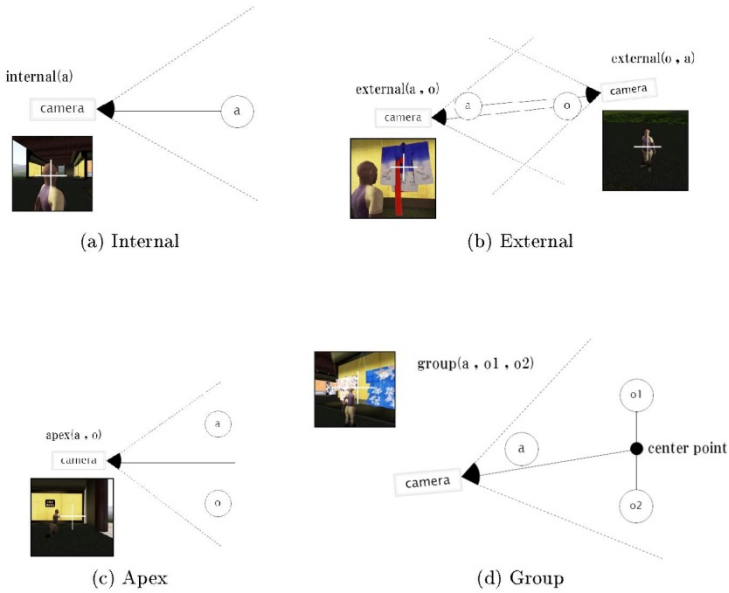 internal(a)
camera
a
(a) Internal
external(a , o)
external(o , a)
camera
a
o
camera
(b) External
apex(a , o)
camera
a
o
(c) Apex
group(a , o1 , o2)
camera
a
o1
center point
o2
(d) Group